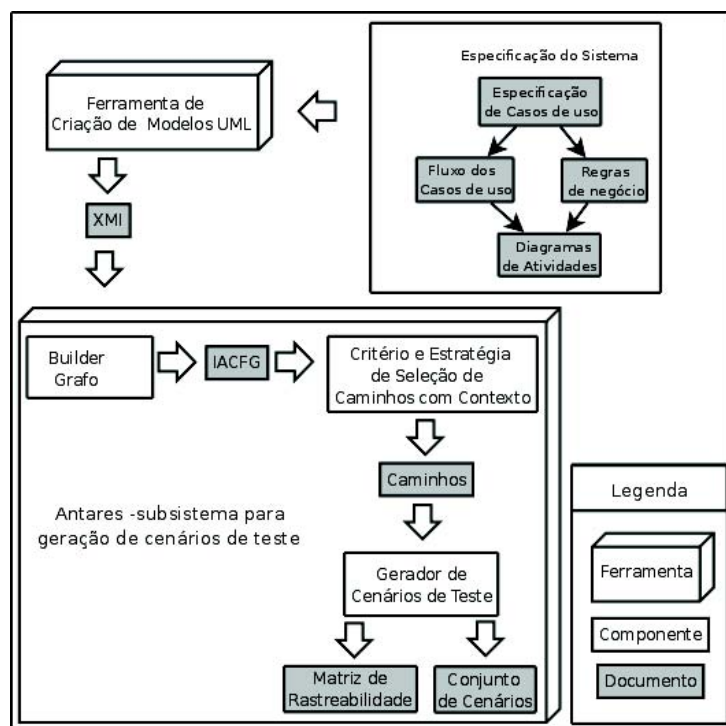 Especificação do Sistema
Especificação
de Casos de uso
Fluxo dos
Casos de uso
Regras
de negócio
Diagramas
de Atividades
Ferramenta de
Criação de Modelos UML
XMI
Builder
Grafo
IACFG
Critério e Estratégia
de Seleção de
Caminhos com Contexto
Caminhos
Antares -subsistema para
geração de cenários de teste
Gerador de
Cenários de Teste
Matriz de
Rastreabilidade
Conjunto
de Cenários
Legenda
Ferramenta
Componente
Documento